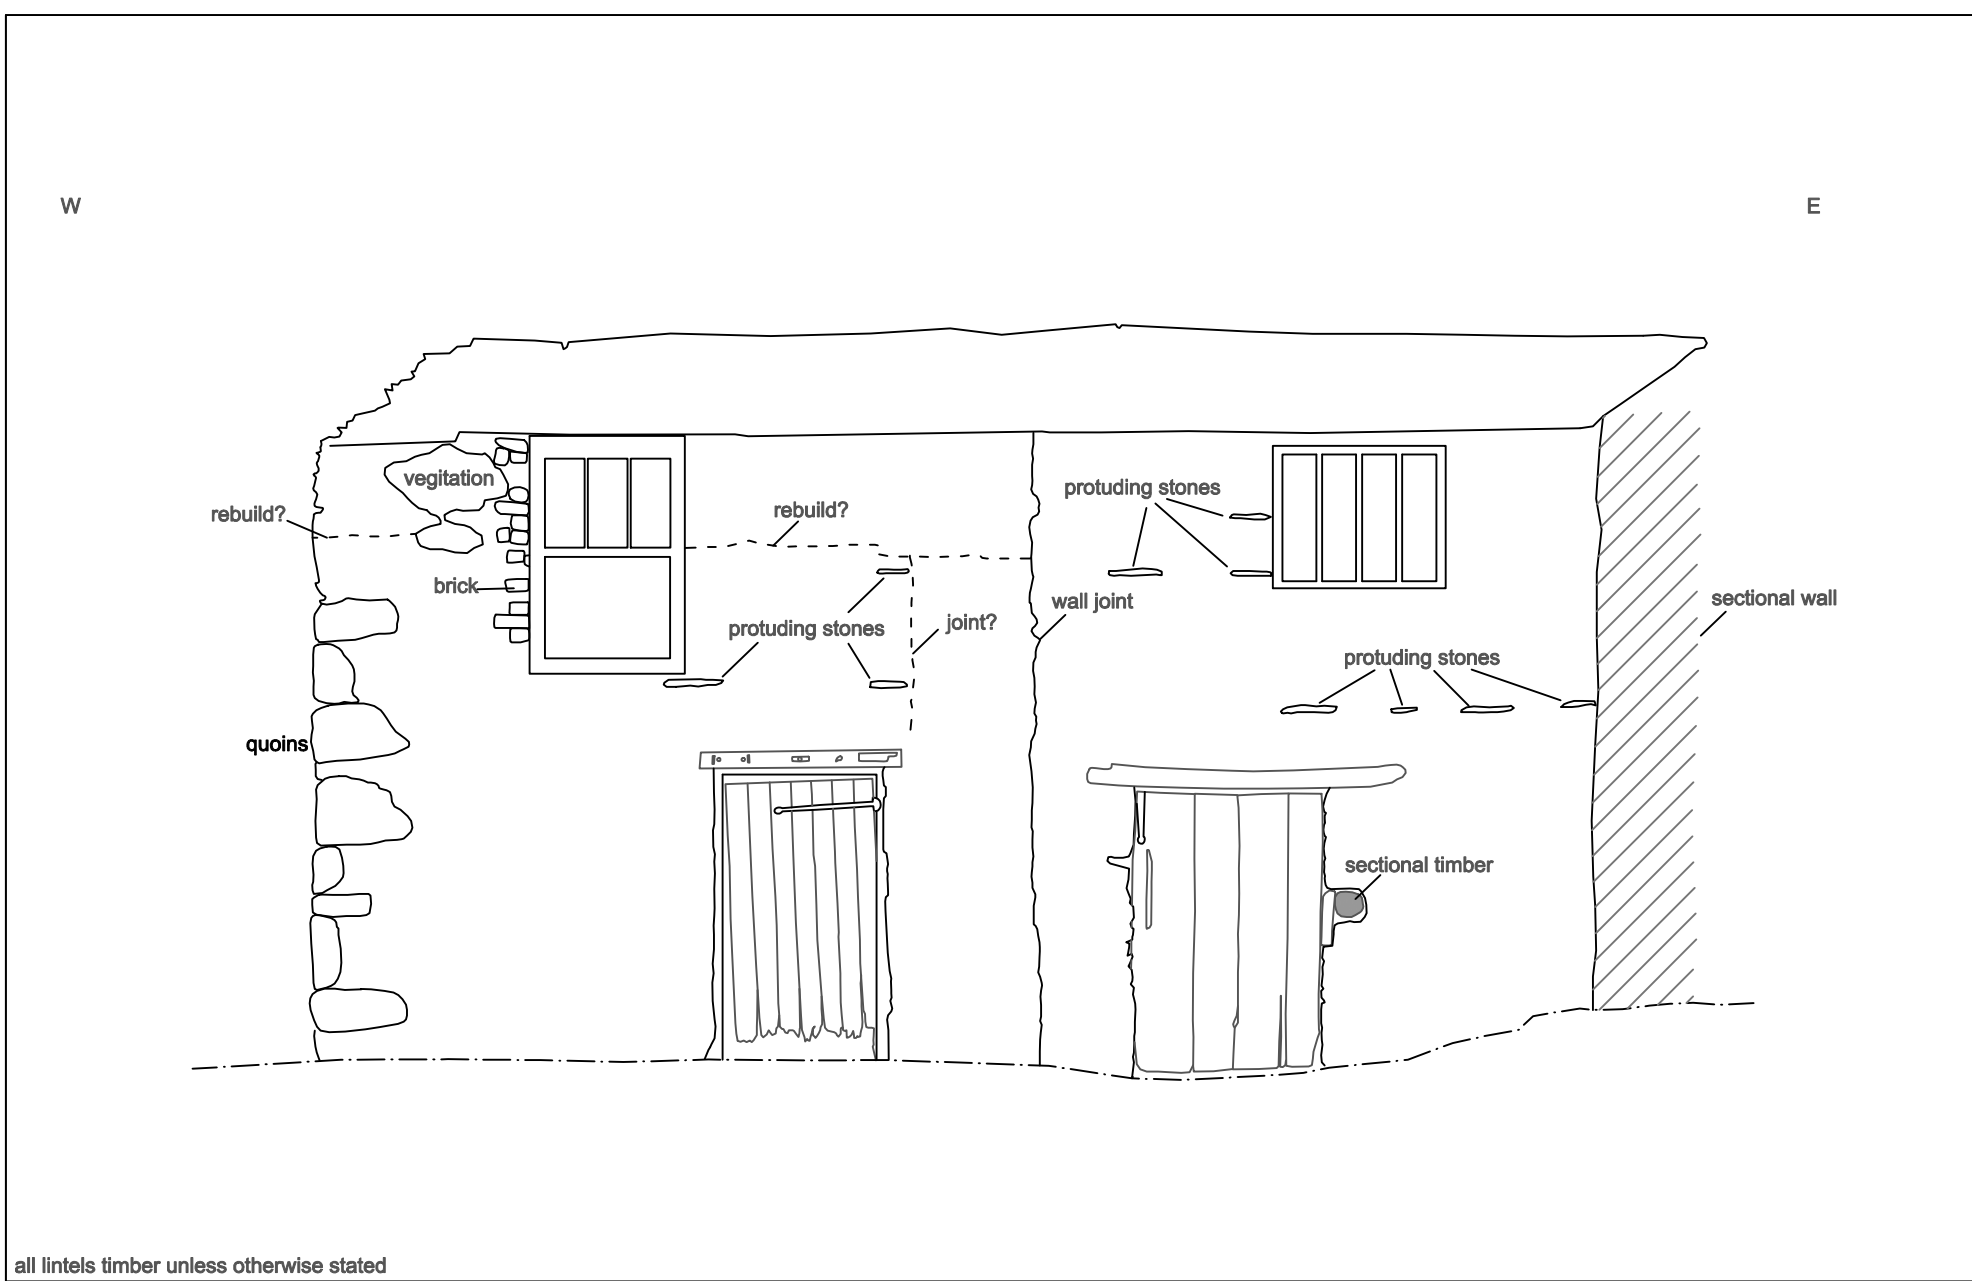 W
E
vegitation
protuding stones
rebuild?
rebuild?
brick
wall joint
sectional wall
protuding stones
joint?
protuding stones
quoins
sectional timber
all lintels timber unless otherwise stated